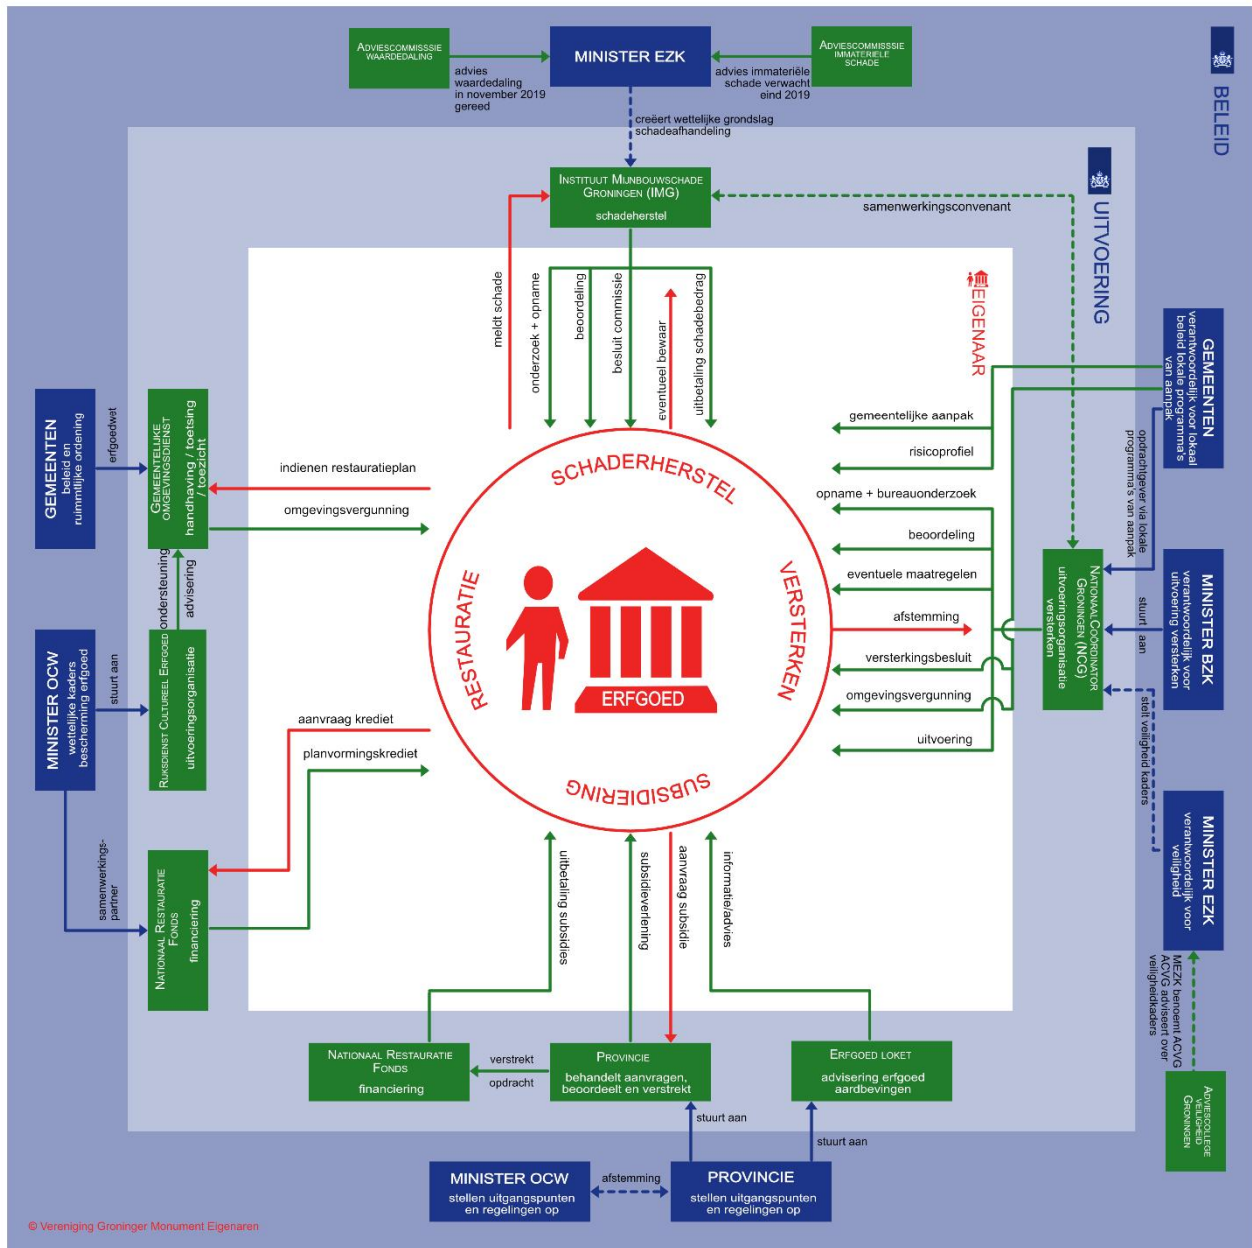 ADVIESCOMMISSSIE
WAARDEDALING
MINISTER EZK
ADVIESCOMMISSSIE
IMMATERIËLE
SCHADE
advies
waardedaling
in november 2019
gereed
advies immateriële
schade verwacht
eind 2019
BELEID
creëert wettelijke grondslag
schadeafhandeling
INSTITUUT MIJNBOUWSCHADE
GRONINGEN (IMG)
schadeherstel
samenwerkingsconvenant
UITVOERING
EIGENAAR
meldt schade
onderzoek + opname
beoordeling
besluit commissie
eventueel bewaar
uitbetaling schadebedrag
GEMEENTEN
verantwoordelijk voor lokaal
beleid lokale programma's
van aanpak
opdrachtgever via lokale
programma's van aanpak
GEMEENTEN
beleid en
ruimmtlijke ordening
erfgoedwet
GEMEENTELIJKE
OMGEVINGSDIENST
handhaving / toetsing
/ toezicht
indienen restauratieplan
omgevingsvergunning
gemeentelijke aanpak
risicoprofiel
opname + bureauonderzoek
beoordeling
eventuele maatregelen
afstemming
versterkingsbesluit
omgevingsvergunning
uitvoering
SCHADERHERSTEL
VERSTERKEN
SUBSIDIERING
RESTAURATIE
ERFGOED
NATIONAAL COÖRDINATOR
GRONINGEN (NCG)
uitvoeringsorganisatie
versterken
stuurt aan
MINISTER BZK
verantwoordelijk voor
uitvoering versterken
stelt veiligheid kaders
MINISTER EZK
verantwoordelijk voor
veiligheid
MEZK benoemt ACVG
ACVG adviseert over
veiligheidkaders
ADVIESCOLLEGE
VEILIGHEID
GRONINGEN
ondersteuning
advisering
MINISTER OCW
wettelijke kaders
bescherming erfgoed
stuurt aan
RIJKSDIENST CULTUREEL ERFGOED
uitvoeringsorganisatie
aanvraag krediet
planvormingskrediet
samenwerkings-
partner
NATIONAAL RESTAURATIE
FONDS
financiering
uitbetaling subsidies
subsidieverlening
aanvraag subsidie
informatie/advies
NATIONAAL RESTAURATIE
FONDS
financiering
verstrekt
opdracht
PROVINCIE
behandelt aanvragen,
beoordeelt en verstrekt
ERFGOED LOKET
advisering erfgoed
aardbevingen
stuurt aan
stuurt aan
MINISTER OCW
stellen uitgangspunten
en regelingen op
afstemming
PROVINCIE
stellen uitgangspunten
en regelingen op
© Vereniging Groninger Monument Eigenaren